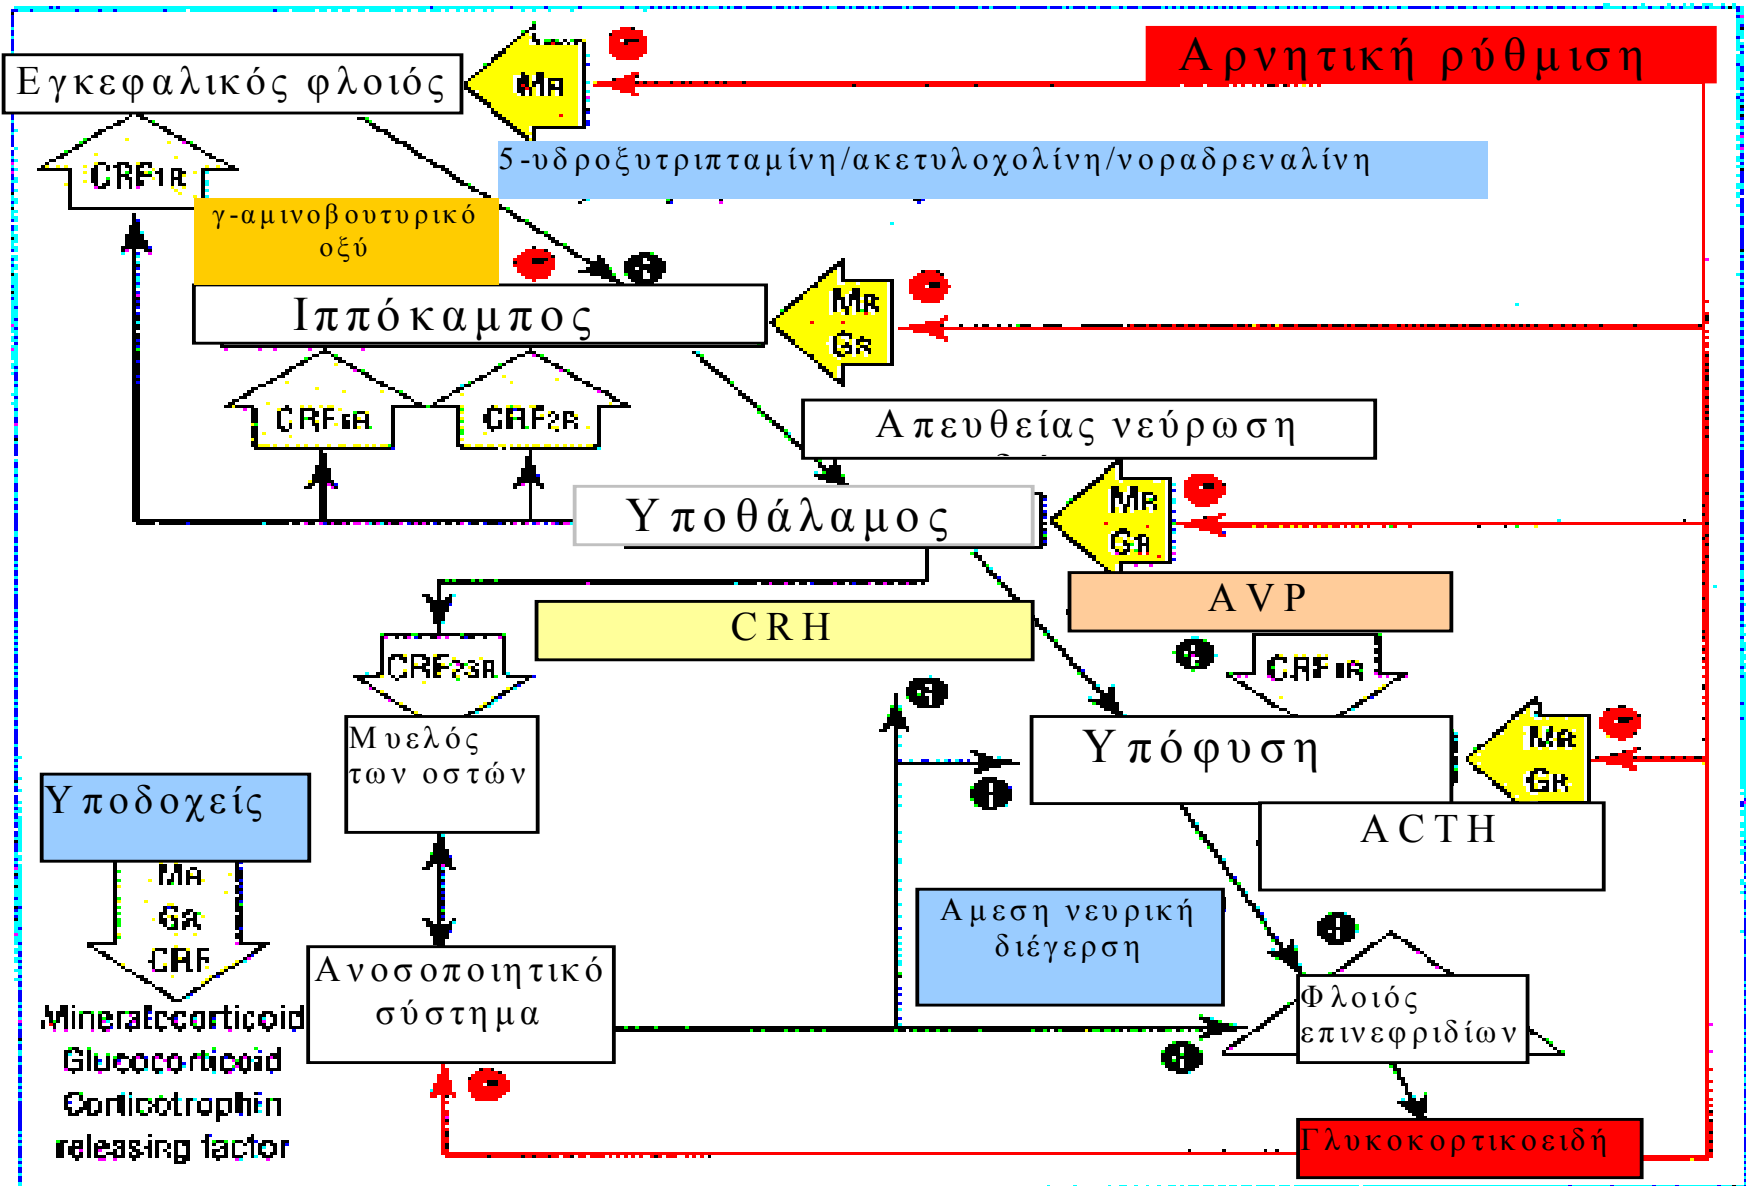 Αρνητική ρύθμιση
Εγκεφαλικός φλοιός
MR
5-υδροξυτριπταμίνη/ακετυλοχολίνη/νοραδρεναλίνη
CRF1R
γ-αμινοβουτυρικό
οξύ
Ιππόκαμπος
MR
GR
CRF1R
CRF2R
Απευθείας νεύρωση
Υποθάλαμος
MR
GR
AVP
CRH
CRF1R
Μυελός
των οστών
Υπόφυση
MR
GR
ACTH
Υποδοχείς
MR
GR
CRF
Mineralocorticoid
Glucocorticoid
Corticotrophin
releasing factor
Αμεση νευρική
διέγερση
Ανοσοποιητικό
σύστημα
Φλοιός
επινεφριδίων
Γλυκοκορτικοειδή